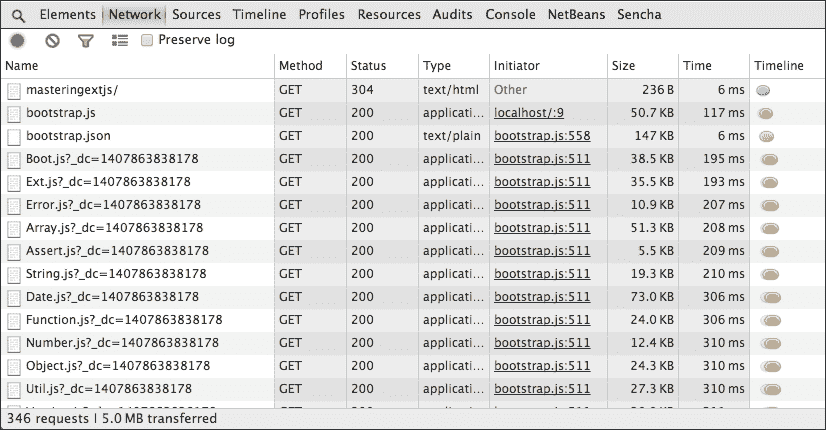 Elements Network Sources Timeline Profiles Resources Audits Console NetBeans Sencha
Preserve log
Name Method Status Type Initiator Size Time Timeline
masteringextjs/ GET 304 text/html Other 236 B 6 ms
bootstrap.js GET 200 applicati... localhost/:9 50.7 KB 117 ms
bootstrap.json GET 200 text/plain bootstrap.js:558 147 KB 6 ms
Boot.js?_dc=1407863838178 GET 200 applicati... bootstrap.js:511 38.5 KB 195 ms
Ext.js?_dc=1407863838178 GET 200 applicati... bootstrap.js:511 35.5 KB 193 ms
Error.js?_dc=1407863838178 GET 200 applicati... bootstrap.js:511 10.9 KB 207 ms
Array.js?_dc=1407863838178 GET 200 applicati... bootstrap.js:511 51.3 KB 208 ms
Assert.js?_dc=1407863838178 GET 200 applicati... bootstrap.js:511 5.5 KB 209 ms
String.js?_dc=1407863838178 GET 200 applicati... bootstrap.js:511 19.3 KB 210 ms
Date.js?_dc=1407863838178 GET 200 applicati... bootstrap.js:511 73.0 KB 306 ms
Function.js?_dc=1407863838178 GET 200 applicati... bootstrap.js:511 24.0 KB 306 ms
Number.js?_dc=1407863838178 GET 200 applicati... bootstrap.js:511 12.4 KB 310 ms
Object.js?_dc=1407863838178 GET 200 applicati... bootstrap.js:511 24.3 KB 310 ms
Util.js?_dc=1407863838178 GET 200 applicati... bootstrap.js:511 27.3 KB 310 ms
346 requests | 5.0 MB transferred